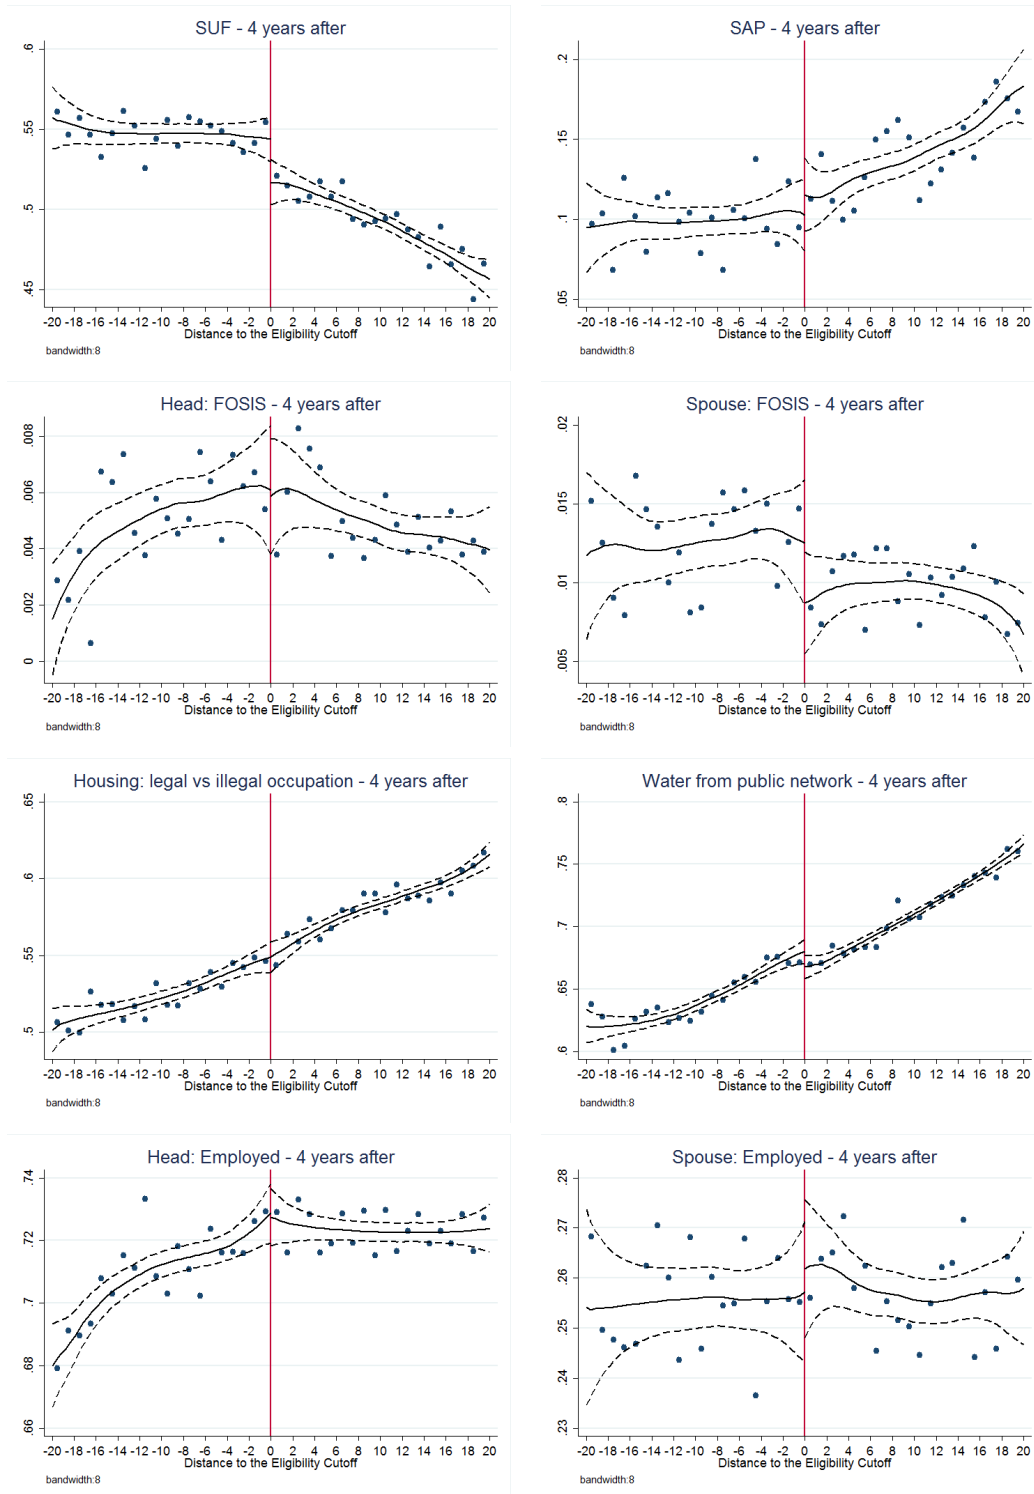 SUF - 4 years after
.6
.55
.5
.45
-20 -18 -16 -14 -12 -10 -8 -6 -4 -2 0 2 4 6 8 10 12 14 16 18 20
Distance to the Eligibility Cutoff
bandwidth:8
SAP - 4 years after
.2
.15
.1
.05
-20 -18 -16 -14 -12 -10 -8 -6 -4 -2 0 2 4 6 8 10 12 14 16 18 20
Distance to the Eligibility Cutoff
bandwidth:8
Head: FOSIS - 4 years after
.008
.006
.004
.002
0
-20 -18 -16 -14 -12 -10 -8 -6 -4 -2 0 2 4 6 8 10 12 14 16 18 20
Distance to the Eligibility Cutoff
bandwidth:8
Spouse: FOSIS - 4 years after
.02
.015
.01
.005
-20 -18 -16 -14 -12 -10 -8 -6 -4 -2 0 2 4 6 8 10 12 14 16 18 20
Distance to the Eligibility Cutoff
bandwidth:8
Housing: legal vs illegal occupation - 4 years after
.65
.6
.55
.5
-20 -18 -16 -14 -12 -10 -8 -6 -4 -2 0 2 4 6 8 10 12 14 16 18 20
Distance to the Eligibility Cutoff
bandwidth:8
Water from public network - 4 years after
.8
.75
.7
.65
.6
-20 -18 -16 -14 -12 -10 -8 -6 -4 -2 0 2 4 6 8 10 12 14 16 18 20
Distance to the Eligibility Cutoff
bandwidth:8
Head: Employed - 4 years after
.74
.72
.7
.68
.66
-20 -18 -16 -14 -12 -10 -8 -6 -4 -2 0 2 4 6 8 10 12 14 16 18 20
Distance to the Eligibility Cutoff
bandwidth:8
Spouse: Employed - 4 years after
.28
.27
.26
.25
.24
.23
-20 -18 -16 -14 -12 -10 -8 -6 -4 -2 0 2 4 6 8 10 12 14 16 18 20
Distance to the Eligibility Cutoff
bandwidth:8